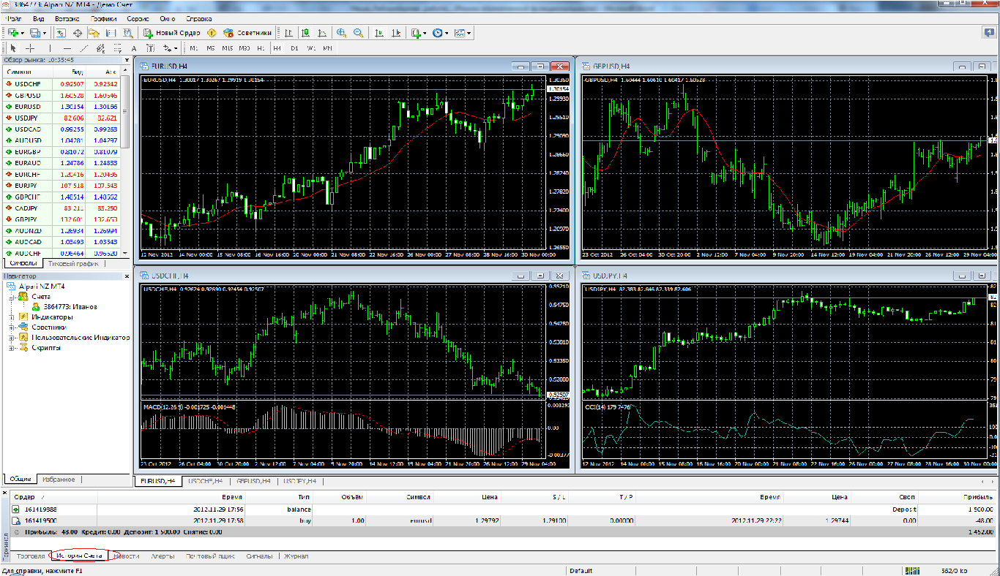 3864773: Alpari NZ MT4 - Демо Счет
Файл Вид Вставка Графики Сервис Окно Справка
Новый Ордер Советники
A T M1 M5 M15 M30 H1 H4 D1 W1 MN
Обзор рынка: 10:35:45
Символ Бид Аск
USDCHF 0.92507 0.92542
GBPUSD 1.60528 1.60546
EURUSD 1.30154 1.30166
USDJPY 82.606 82.621
USDCAD 0.99255 0.99263
AUDUSD 1.04281 1.04297
EURGBP 0.81072 0.81079
EURAUD 1.24786 1.24833
EURCHF 1.20416 1.20436
EURJPY 107.518 107.543
GBPCHF 1.48514 1.48562
CADJPY 83.211 83.250
GBPJPY 132.601 132.653
AUDNZD 1.26934 1.26994
AUDCAD 1.03493 1.03543
AUDCHF 0.96464 0.96520
Символы Тиковый график
Навигатор
Alpari NZ MT4
Счета
3864773: Иванов
Индикаторы
Советники
Пользовательские Индикатор
Скрипты
Общие Избранное
EURUSD,H4
EURUSD,H4 1.30017 1.30267 1.29919 1.30154
1.30350
1.30154
1.29930
1.29510
1.29090
1.28660
1.28240
1.27820
1.27400
1.26970
1.26550
12 Nov 2012 14 Nov 00:00 15 Nov 08:00 16 Nov 16:00 20 Nov 00:00 21 Nov 08:00 22 Nov 16:00 26 Nov 00:00 27 Nov 08:00 28 Nov 16:00 30 Nov 00:00
GBPUSD,H4
GBPUSD,H4 1.60444 1.60610 1.60417 1.60528
23 Oct 2012 26 Oct 04:00 30 Oct 20:00 2 Nov 12:00 7 Nov 04:00 9 Nov 20:00 14 Nov 12:00 19 Nov 04:00 21 Nov 20:00 26 Nov 12:00 29 Nov 04:00
USDCHF,H4
USDCHF,H4 0.92624 0.92690 0.92454 0.92507
0.95210
0.94750
0.94280
0.93810
0.93350
0.92880
0.92507
MACD(12,26,9) -0.001725 -0.001448
0.003293
0.00
-0.00377
23 Oct 2012 26 Oct 04:00 30 Oct 20:00 2 Nov 12:00 7 Nov 04:00 9 Nov 20:00 14 Nov 12:00 19 Nov 04:00 21 Nov 20:00 26 Nov 12:00 29 Nov 04:00
USDJPY,H4
USDJPY,H4 82.383 82.646 82.339 82.606
82
82
82
81
81
80
79
79
CCI(14) 179.7476
351
100
0.0
-10
-21
12 Nov 2012 14 Nov 00:00 15 Nov 08:00 16 Nov 16:00 20 Nov 00:00 21 Nov 08:00 22 Nov 16:00 26 Nov 00:00 27 Nov 08:00 28 Nov 16:00 30 Nov 00:00
EURUSD,H4 USDCHF,H4 GBPUSD,H4 USDJPY,H4
Ордер Время Тип Объём Символ Цена S / L T / P Время Цена Своп Прибыль
161419388 2012.11.29 17:56 balance Deposit 1 500.00
161419500 2012.11.29 17:58 buy 1.00 eurusd 1.29792 1.29100 0.00000 2012.11.29 22:22 1.29744 0.00 -48.00
Прибыль: -48.00 Кредит: 0.00 Депозит: 1 500.00 Снятие: 0.00 1 452.00
Терминал
Торговля История Счета Новости Алерты Почтовый ящик Сигналы Журнал
Для справки, нажмите F1 Default 562/0 kb